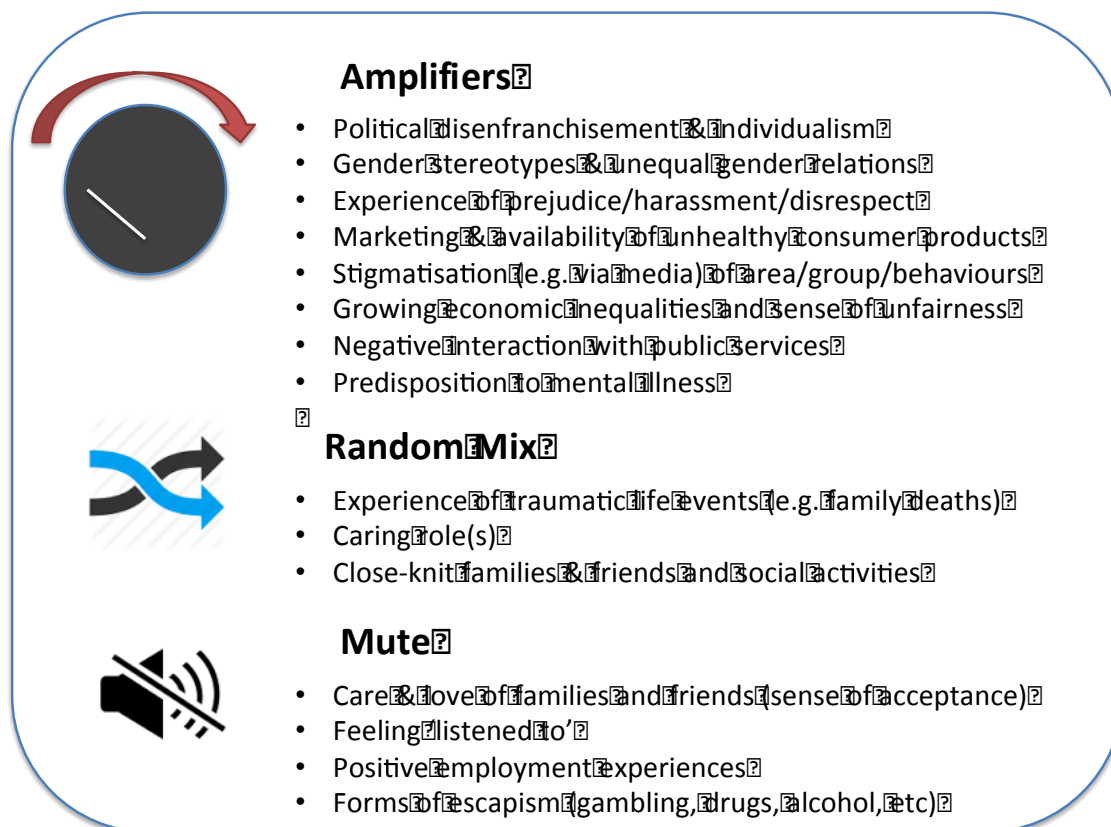 Amplifiers
• Political disenfranchisement & individualism
• Gender stereotypes & unequal gender relations
• Experience of prejudice/harassment/disrespect
• Marketing & availability of unhealthy consumer products
• Stigmatisation (e.g. via media) of area/group/behaviours
• Growing economic inequalities and sense of unfairness
• Negative interaction with public services
• Predisposition to mental illness
Random Mix
• Experience of traumatic life events (e.g. family deaths)
• Caring role(s)
• Close-knit families & friends and social activities
Mute
• Care & love of families and friends (sense of acceptance)
• Feeling ‘listened to’
• Positive employment experiences
• Forms of escapism (gambling, drugs, alcohol, etc)